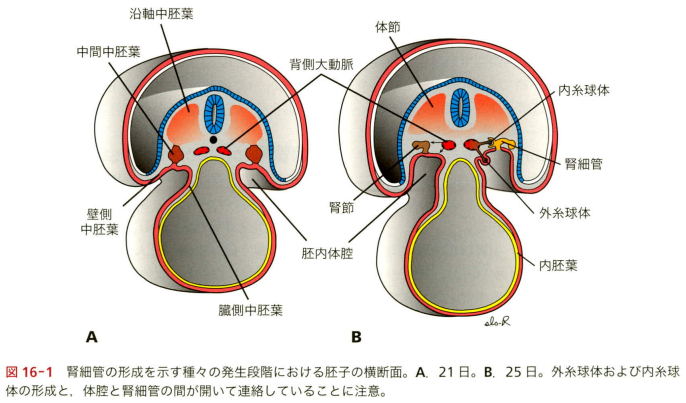 沿軸中胚葉
中間中胚葉
背側大動脈
体節
内糸球体
腎細管
外糸球体
腎節
壁側
中胚葉
胚内体腔
内胚葉
臓側中胚葉
elo-R
A
B
図 16-1 腎細管の形成を示す種々の発生段階における胚子の横断面。A.21日。B.25日。外糸球体および内糸球
体の形成と,体腔と腎細管の間が開いて連絡していることに注意。